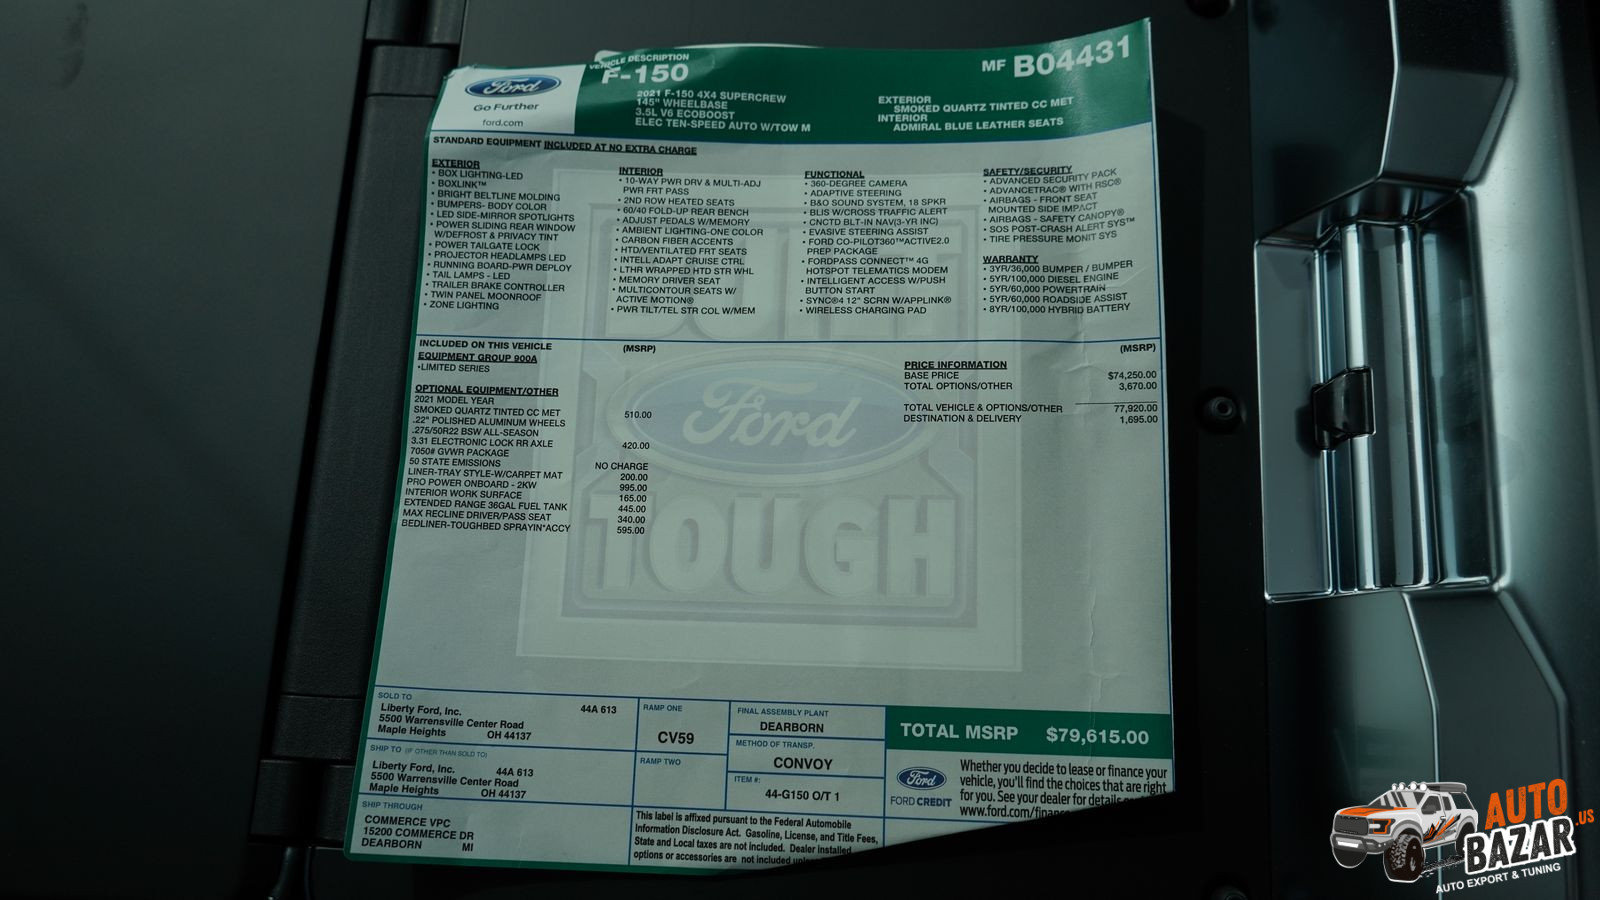 Ford
Go Further
ford.com
VEHICLE DESCRIPTION
F-150
2021 F-150 4X4 SUPERCREW
145" WHEELBASE
3.5L V6 ECOBOOST
ELEC TEN-SPEED AUTO W/TOW M
MF B04431
EXTERIOR
SMOKED QUARTZ TINTED CC MET
INTERIOR
ADMIRAL BLUE LEATHER SEATS
STANDARD EQUIPMENT INCLUDED AT NO EXTRA CHARGE
EXTERIOR
• BOX LIGHTING-LED
• BOXLINK™
• BRIGHT BELTLINE MOLDING
• BUMPERS- BODY COLOR
• LED SIDE-MIRROR SPOTLIGHTS
• POWER SLIDING REAR WINDOW
W/DEFROST & PRIVACY TINT
• POWER TAILGATE LOCK
• PROJECTOR HEADLAMPS LED
• RUNNING BOARD-PWR DEPLOY
• TAIL LAMPS - LED
• TRAILER BRAKE CONTROLLER
• TWIN PANEL MOONROOF
• ZONE LIGHTING
INTERIOR
• 10-WAY PWR DRV & MULTI-ADJ
PWR FRT PASS
• 2ND ROW HEATED SEATS
• 60/40 FOLD-UP REAR BENCH
• ADJUST PEDALS W/MEMORY
• AMBIENT LIGHTING-ONE COLOR
• CARBON FIBER ACCENTS
• HTD/VENTILATED FRT SEATS
• INTELL ADAPT CRUISE CTRL
• LTHR WRAPPED HTD STR WHL
• MEMORY DRIVER SEAT
• MULTICONTOUR SEATS W/
ACTIVE MOTION®
• PWR TILT/TEL STR COL W/MEM
FUNCTIONAL
• 360-DEGREE CAMERA
• ADAPTIVE STEERING
• B&O SOUND SYSTEM, 18 SPKR
• BLIS W/CROSS TRAFFIC ALERT
• CNCTD BLT-IN NAV(3-YR INC)
• EVASIVE STEERING ASSIST
• FORD CO-PILOT360™ACTIVE2.0
PREP PACKAGE
• FORDPASS CONNECT™ 4G
HOTSPOT TELEMATICS MODEM
• INTELLIGENT ACCESS W/PUSH
BUTTON START
• SYNC®4 12" SCRN W/APPLINK®
• WIRELESS CHARGING PAD
SAFETY/SECURITY
• ADVANCED SECURITY PACK
• ADVANCETRAC® WITH RSC®
• AIRBAGS - FRONT SEAT
MOUNTED SIDE IMPACT
• AIRBAGS - SAFETY CANOPY®
• SOS POST-CRASH ALERT SYS™
• TIRE PRESSURE MONIT SYS
WARRANTY
• 3YR/36,000 BUMPER / BUMPER
• 5YR/100,000 DIESEL ENGINE
• 5YR/60,000 POWERTRAIN
• 5YR/60,000 ROADSIDE ASSIST
• 8YR/100,000 HYBRID BATTERY
INCLUDED ON THIS VEHICLE (MSRP)
EQUIPMENT GROUP 900A
•LIMITED SERIES
OPTIONAL EQUIPMENT/OTHER
2021 MODEL YEAR
SMOKED QUARTZ TINTED CC MET 510.00
.22" POLISHED ALUMINUM WHEELS
.275/50R22 BSW ALL-SEASON
3.31 ELECTRONIC LOCK RR AXLE 420.00
7050# GVWR PACKAGE
50 STATE EMISSIONS NO CHARGE
LINER-TRAY STYLE-W/CARPET MAT 200.00
PRO POWER ONBOARD - 2KW 995.00
INTERIOR WORK SURFACE 165.00
EXTENDED RANGE 36GAL FUEL TANK 445.00
MAX RECLINE DRIVER/PASS SEAT 340.00
BEDLINER-TOUGHBED SPRAYIN*ACCY 595.00
(MSRP)
PRICE INFORMATION
BASE PRICE $74,250.00
TOTAL OPTIONS/OTHER 3,670.00
TOTAL VEHICLE & OPTIONS/OTHER 77,920.00
DESTINATION & DELIVERY 1,695.00
BUILT
Ford
TOUGH
SOLD TO
Liberty Ford, Inc. 44A 613
5500 Warrensville Center Road
Maple Heights OH 44137
SHIP TO (IF OTHER THAN SOLD TO)
Liberty Ford, Inc. 44A 613
5500 Warrensville Center Road
Maple Heights OH 44137
SHIP THROUGH
COMMERCE VPC
15200 COMMERCE DR
DEARBORN MI
RAMP ONE
CV59
RAMP TWO
FINAL ASSEMBLY PLANT
DEARBORN
METHOD OF TRANSP.
CONVOY
ITEM #:
44-G150 O/T 1
This label is affixed pursuant to the Federal Automobile
Information Disclosure Act. Gasoline, License, and Title Fees,
State and Local taxes are not included. Dealer installed
options or accessories are not included
TOTAL MSRP $79,615.00
Ford
FORD CREDIT
Whether you decide to lease or finance your
vehicle, you'll find the choices that are right
for you. See your dealer for details
www.ford.com/finance
AUTO
BAZAR.US
AUTO EXPORT & TUNING